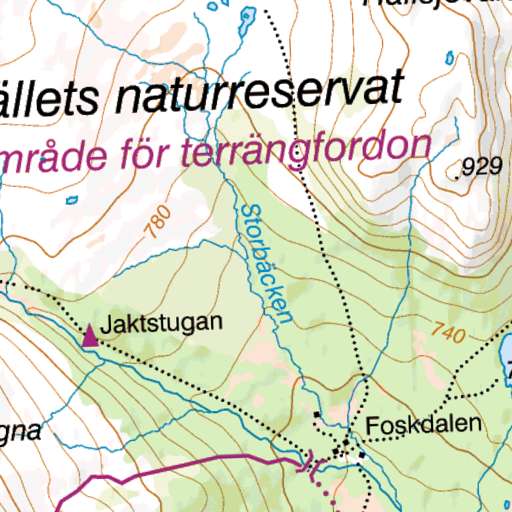 ällets naturreservat
mråde för terrängfordon
929
780
Storbäcken
Jaktstugan
740
Foskdalen
gna